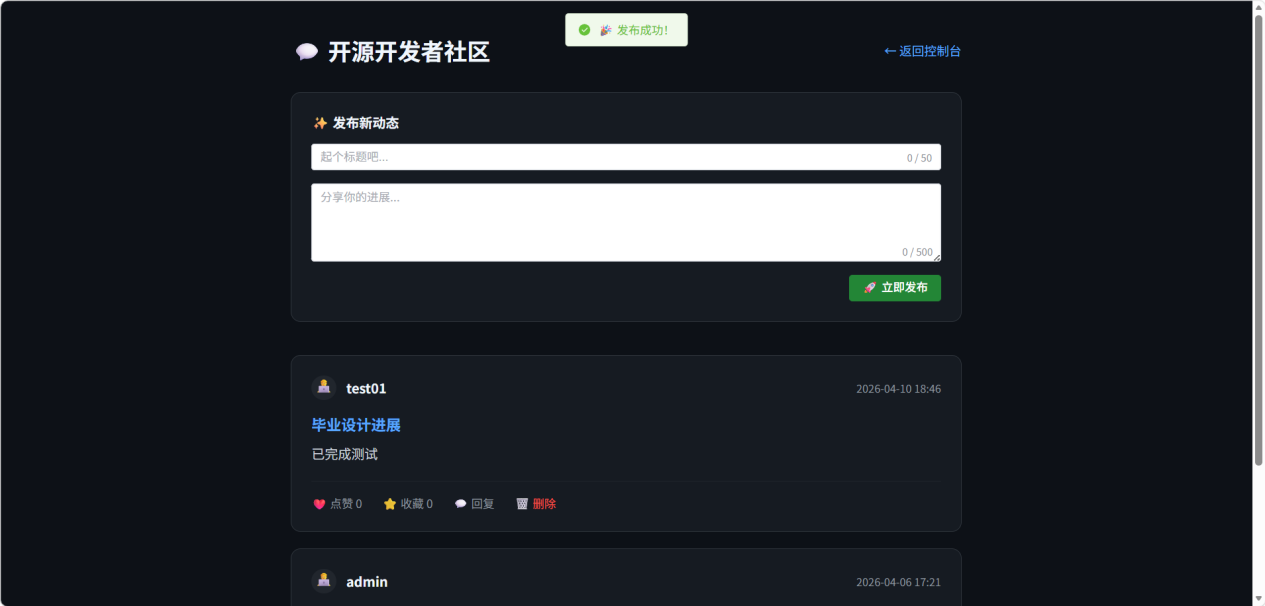 发布成功！
开源开发者社区
← 返回控制台
发布新动态
起个标题吧...
0 / 50
分享你的进展...
0 / 500
立即发布
test01
2026-04-10 18:46
毕业设计进展
已完成测试
点赞 0 收藏 0 回复 删除
admin
2026-04-06 17:21